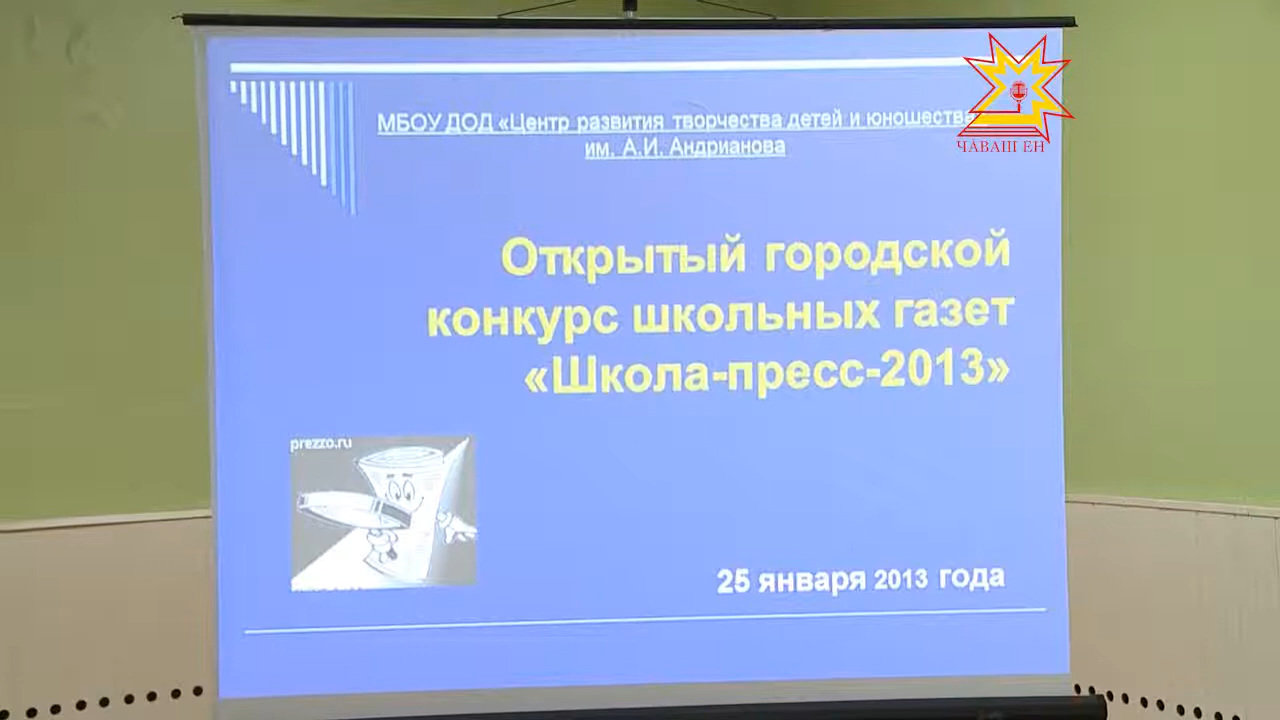 МБОУ ДОД «Центр развития творчества детей и юношества
им. А.И. Андрианова
ЧӐВАШ ЕН
Открытый городской
конкурс школьных газет
«Школа-пресс-2013»
prezzo.ru
25 января 2013 года